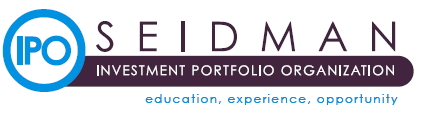 IPO
SEIDMAN
INVESTMENT PORTFOLIO ORGANIZATION
education, experience, opportunity